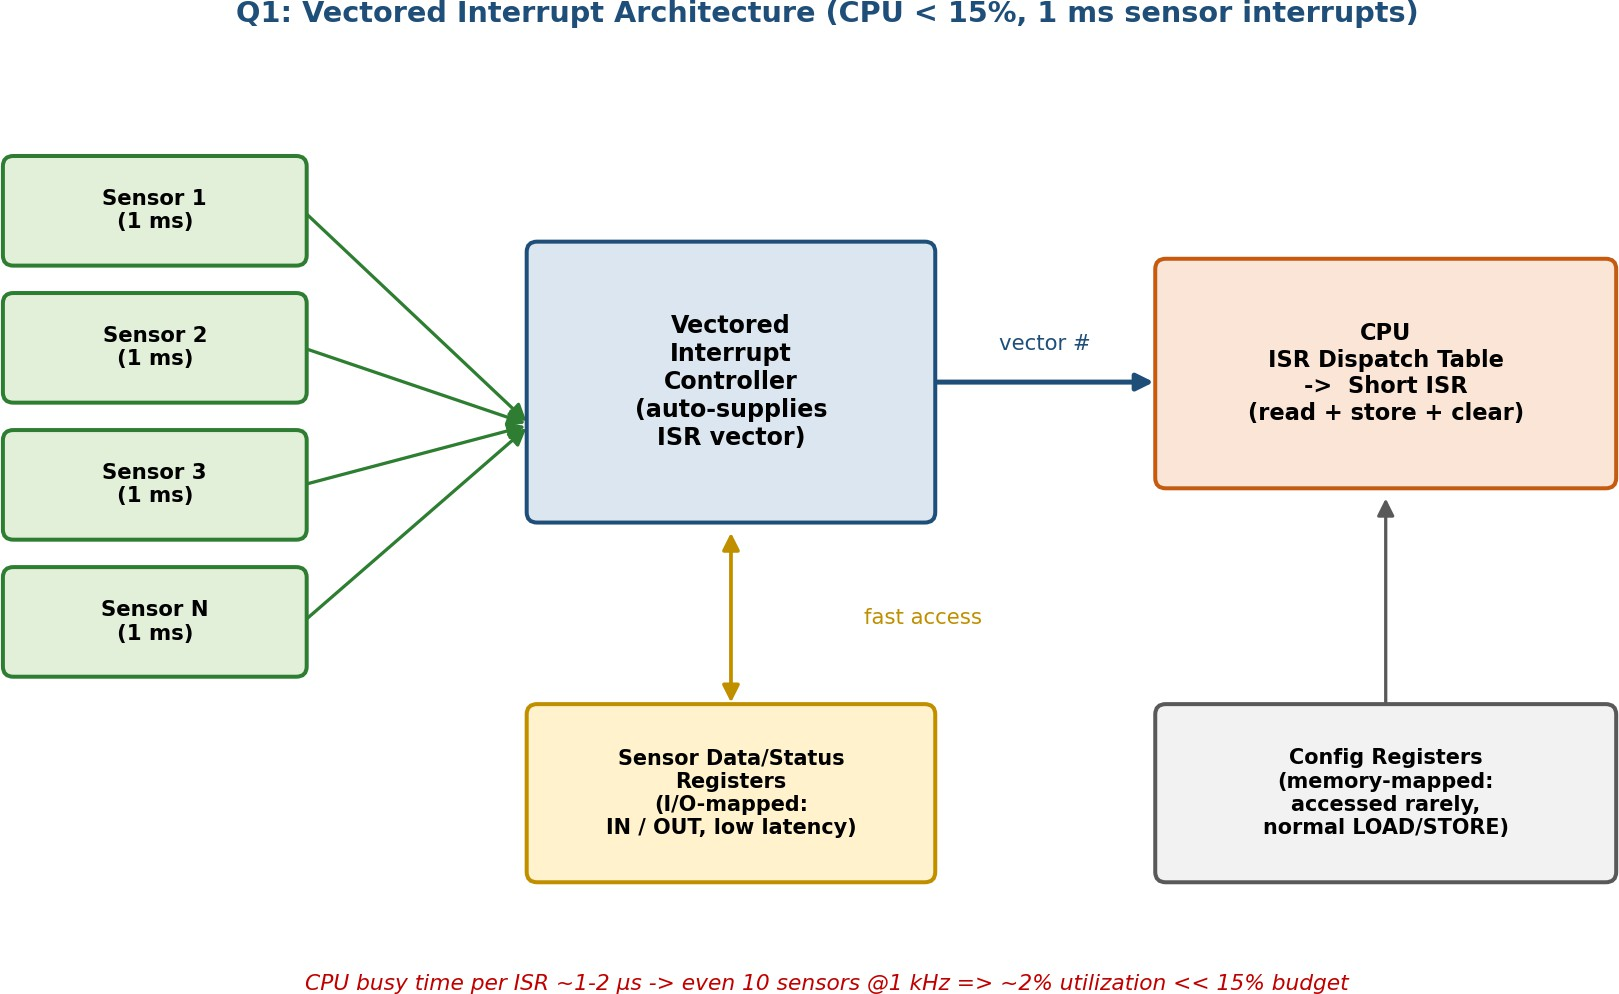 Q1: Vectored Interrupt Architecture (CPU < 15%, 1 ms sensor interrupts)
Sensor 1
(1 ms)
Sensor 2
(1 ms)
Sensor 3
(1 ms)
Sensor N
(1 ms)
Vectored
Interrupt
Controller
(auto-supplies
ISR vector)
vector #
CPU
ISR Dispatch Table
-> Short ISR
(read + store + clear)
fast access
Sensor Data/Status
Registers
(I/O-mapped:
IN / OUT, low latency)
Config Registers
(memory-mapped:
accessed rarely,
normal LOAD/STORE)
CPU busy time per ISR ~1-2 µs -> even 10 sensors @1 kHz => ~2% utilization << 15% budget